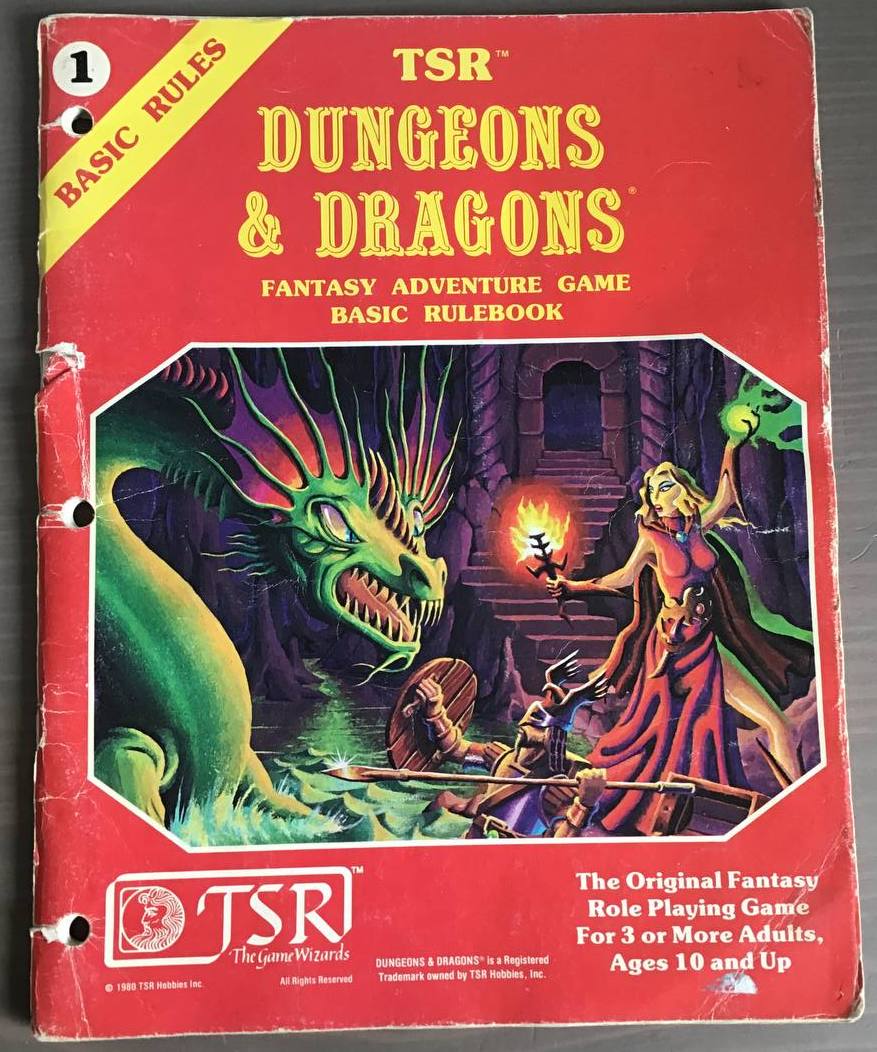 1
BASIC RULES
TSR™
DUNGEONS
& DRAGONS®
FANTASY ADVENTURE GAME
BASIC RULEBOOK
TSR™
The Game Wizards
© 1980 TSR Hobbies Inc.
All Rights Reserved
DUNGEONS & DRAGONS® is a Registered
Trademark owned by TSR Hobbies, Inc.
The Original Fantasy
Role Playing Game
For 3 or More Adults,
Ages 10 and Up